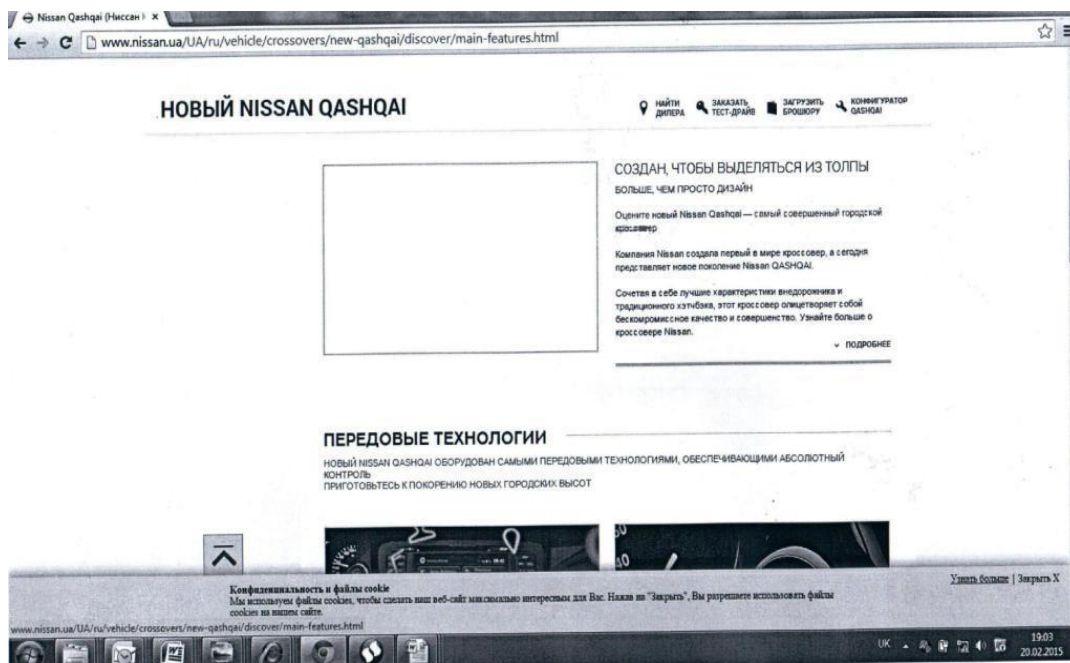 Nissan Qashqai (Ниссан К
www.nissan.ua/UA/ru/vehicle/crossovers/new-qashqai/discover/main-features.html
НОВЫЙ NISSAN QASHQAI
НАЙТИ
ДИЛЕРА
ЗАКАЗАТЬ
ТЕСТ-ДРАЙВ
ЗАГРУЗИТЬ
БРОШЮРУ
КОНФИГУРАТОР
QASHQAI
СОЗДАН, ЧТОБЫ ВЫДЕЛЯТЬСЯ ИЗ ТОЛПЫ
БОЛЬШЕ, ЧЕМ ПРОСТО ДИЗАЙН
Оцените новый Nissan Qashqai — самый совершенный городской
кроссовер
Компания Nissan создала первый в мире кроссовер, а сегодня
представляет новое поколение Nissan QASHQAI.
Сочетая в себе лучшие характеристики внедорожника и
традиционного хэтчбэка, этот кроссовер олицетворяет собой
бескомпромиссное качество и совершенство. Узнайте больше о
кроссовере Nissan.
ПОДРОБНЕЕ
ПЕРЕДОВЫЕ ТЕХНОЛОГИИ
НОВЫЙ NISSAN QASHQAI ОБОРУДОВАН САМЫМИ ПЕРЕДОВЫМИ ТЕХНОЛОГИЯМИ, ОБЕСПЕЧИВАЮЩИМИ АБСОЛЮТНЫЙ
КОНТРОЛЬ
ПРИГОТОВЬТЕСЬ К ПОКОРЕНИЮ НОВЫХ ГОРОДСКИХ ВЫСОТ
40
Узнать больше | Закрыть X
Конфиденциальность и файлы cookie
Мы используем файлы cookies, чтобы сделать наш веб-сайт максимально интересным для Вас. Нажав на "Закрыть", Вы разрешаете использовать файлы
cookies на нашем сайте.
www.nissan.ua/UA/ru/vehicle/crossovers/new-qashqai/discover/main-features.html
UK
19:03
20.02.2015